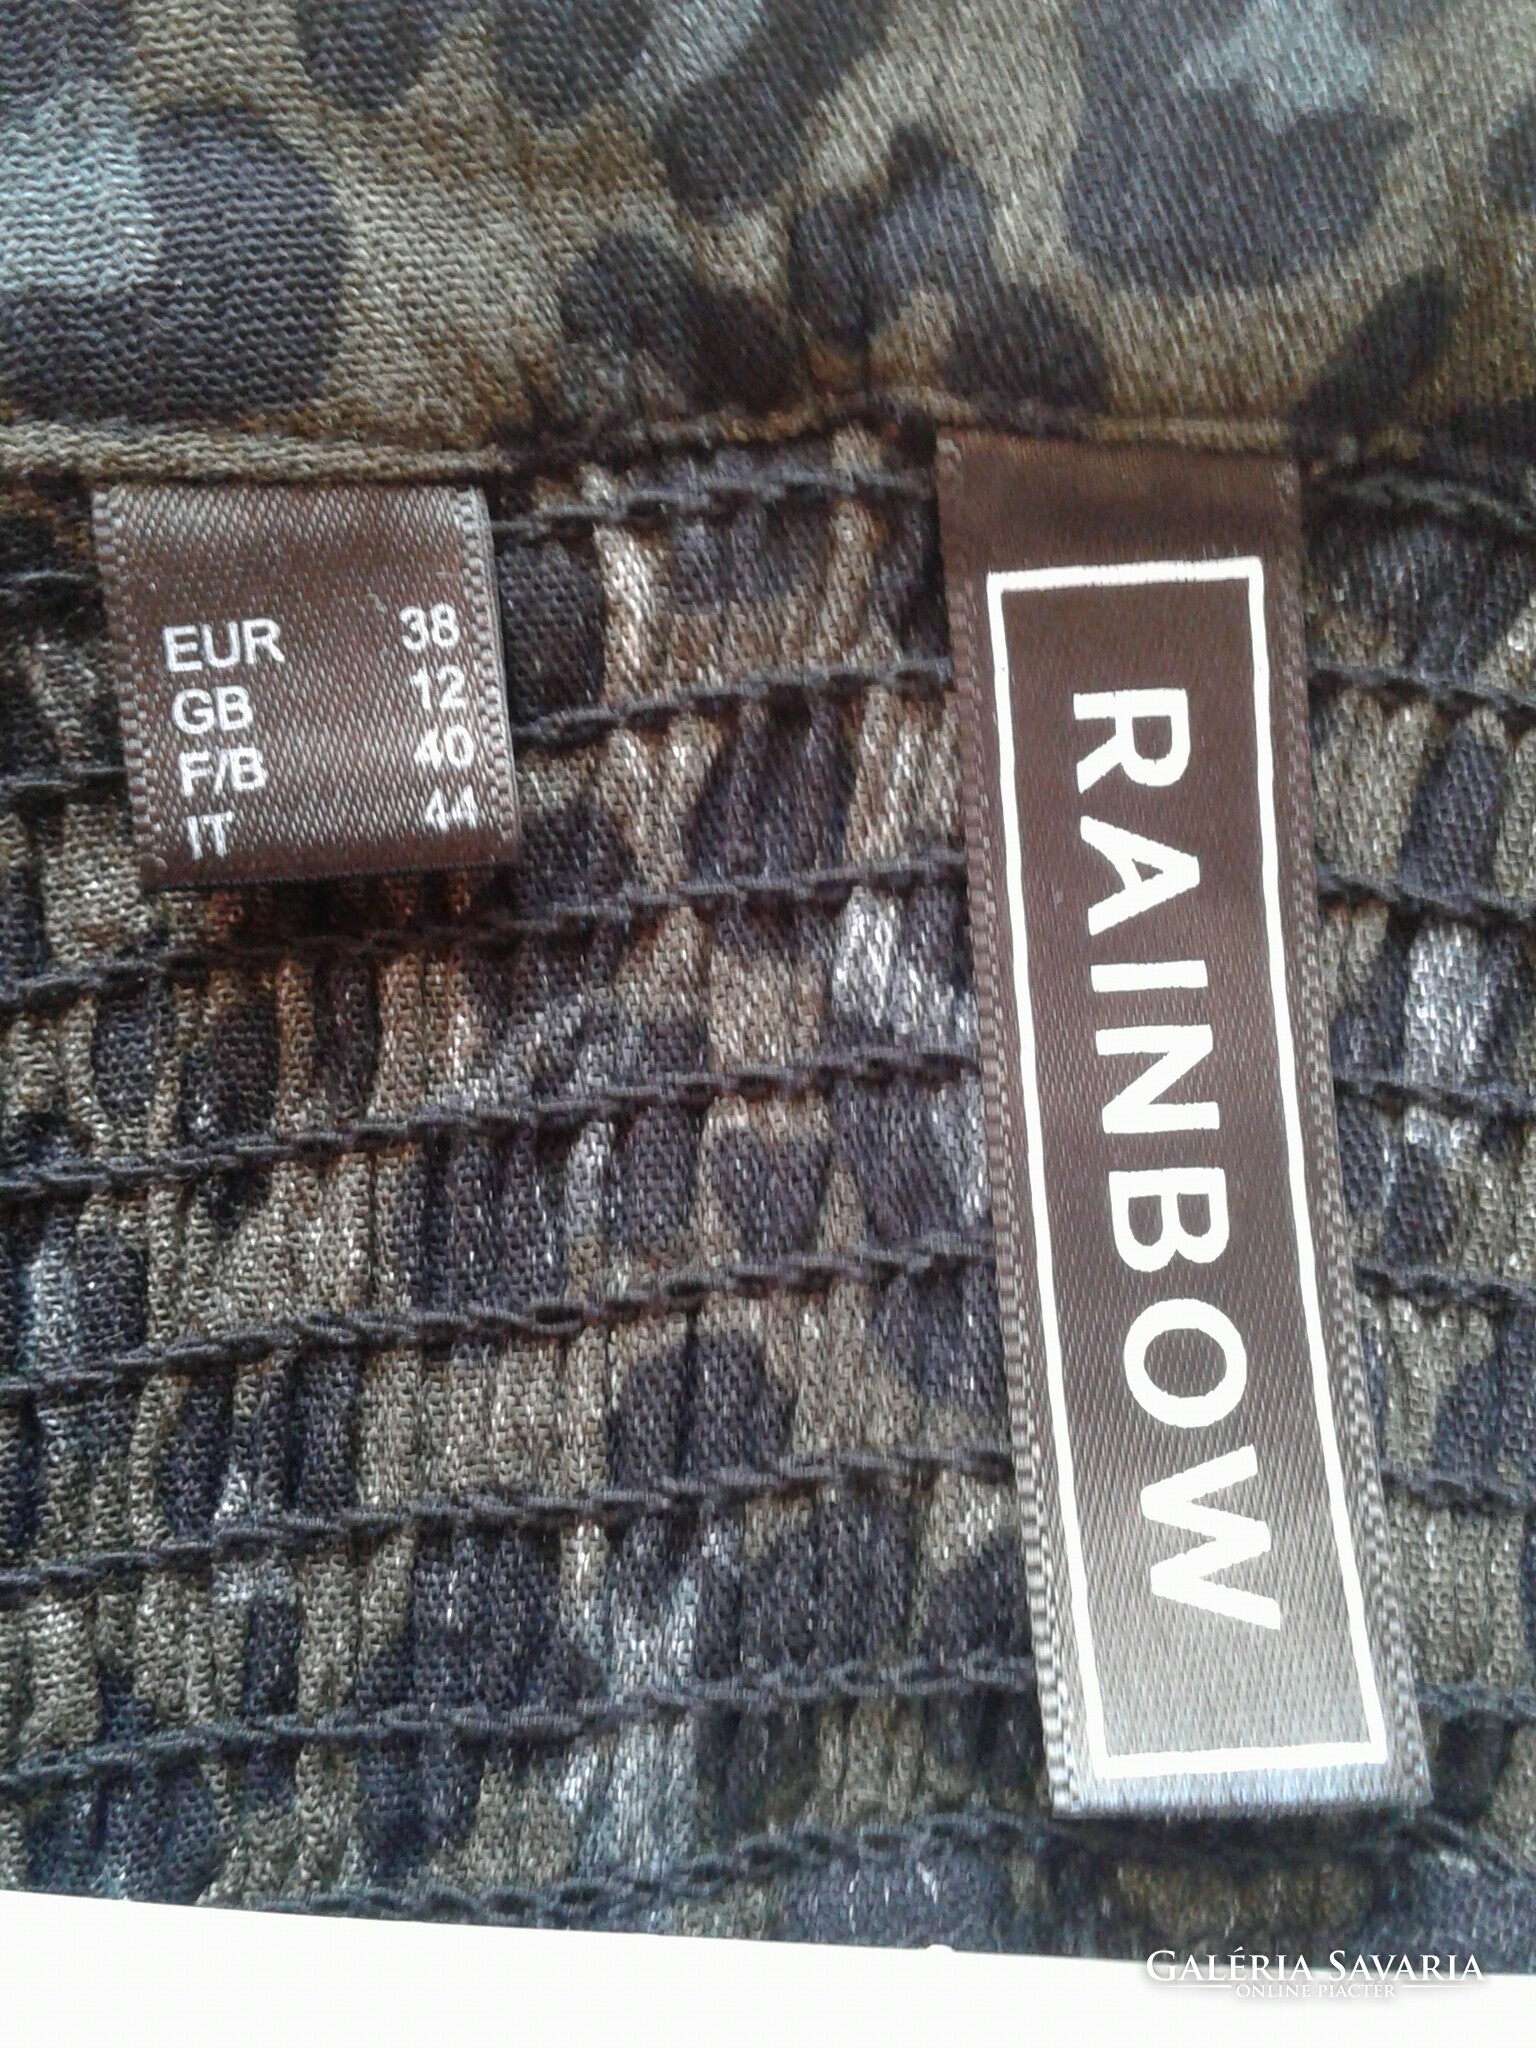 EUR 38
GB 12
F/B 40
IT 44
RAINBOW
GALÉRIA SAVARIA
ONLINE PIACTÉR